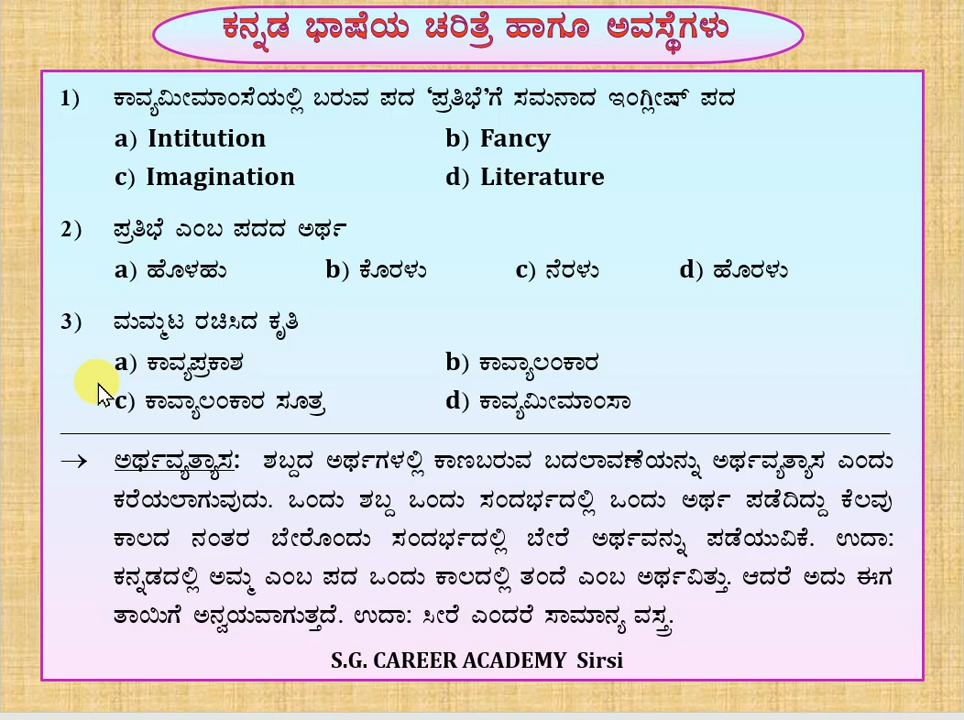 ಕನ್ನಡ ಭಾಷೆಯ ಚರಿತ್ರೆ ಹಾಗೂ ಅವಸ್ಥೆಗಳು
1) ಕಾವ್ಯಮೀಮಾಂಸೆಯಲ್ಲಿ ಬರುವ ಪದ ‘ಪ್ರತಿಭೆ’ಗೆ ಸಮನಾದ ಇಂಗ್ಲೀಷ್ ಪದ
a) Intitution b) Fancy
c) Imagination d) Literature
2) ಪ್ರತಿಭೆ ಎಂಬ ಪದದ ಅರ್ಥ
a) ಹೊಳಹು b) ಕೊರಳು c) ನೆರಳು d) ಹೊರಳು
3) ಮಮ್ಮಟ ರಚಿಸಿದ ಕೃತಿ
a) ಕಾವ್ಯಪ್ರಕಾಶ b) ಕಾವ್ಯಾಲಂಕಾರ
c) ಕಾವ್ಯಾಲಂಕಾರ ಸೂತ್ರ d) ಕಾವ್ಯಮೀಮಾಂಸಾ
→ ಅರ್ಥವ್ಯತ್ಯಾಸ: ಶಬ್ದದ ಅರ್ಥಗಳಲ್ಲಿ ಕಾಣಬರುವ ಬದಲಾವಣೆಯನ್ನು ಅರ್ಥವ್ಯತ್ಯಾಸ ಎಂದು
ಕರೆಯಲಾಗುವುದು. ಒಂದು ಶಬ್ದ ಒಂದು ಸಂದರ್ಭದಲ್ಲಿ ಒಂದು ಅರ್ಥ ಪಡೆದಿದ್ದು ಕೆಲವು
ಕಾಲದ ನಂತರ ಬೇರೊಂದು ಸಂದರ್ಭದಲ್ಲಿ ಬೇರೆ ಅರ್ಥವನ್ನು ಪಡೆಯುವಿಕೆ. ಉದಾ:
ಕನ್ನಡದಲ್ಲಿ ಅಮ್ಮ ಎಂಬ ಪದ ಒಂದು ಕಾಲದಲ್ಲಿ ತಂದೆ ಎಂಬ ಅರ್ಥವಿತ್ತು. ಆದರೆ ಅದು ಈಗ
ತಾಯಿಗೆ ಅನ್ವಯವಾಗುತ್ತದೆ. ಉದಾ: ಸೀರೆ ಎಂದರೆ ಸಾಮಾನ್ಯ ವಸ್ತ್ರ.
S.G. CAREER ACADEMY Sirsi